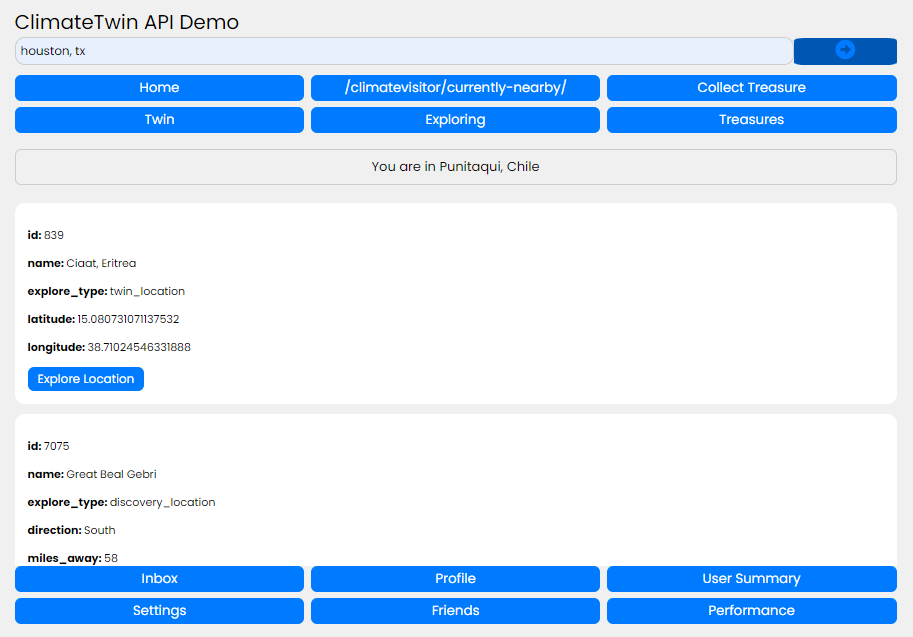 ClimateTwin API Demo
houston, tx
Home
/climatevisitor/currently-nearby/
Collect Treasure
Twin
Exploring
Treasures
You are in Punitaqui, Chile
id: 839
name: Ciaat, Eritrea
explore_type: twin_location
latitude: 15.080731071137532
longitude: 38.71024546331888
Explore Location
id: 7075
name: Great Beal Gebri
explore_type: discovery_location
direction: South
miles_away: 58
Inbox
Profile
User Summary
Settings
Friends
Performance